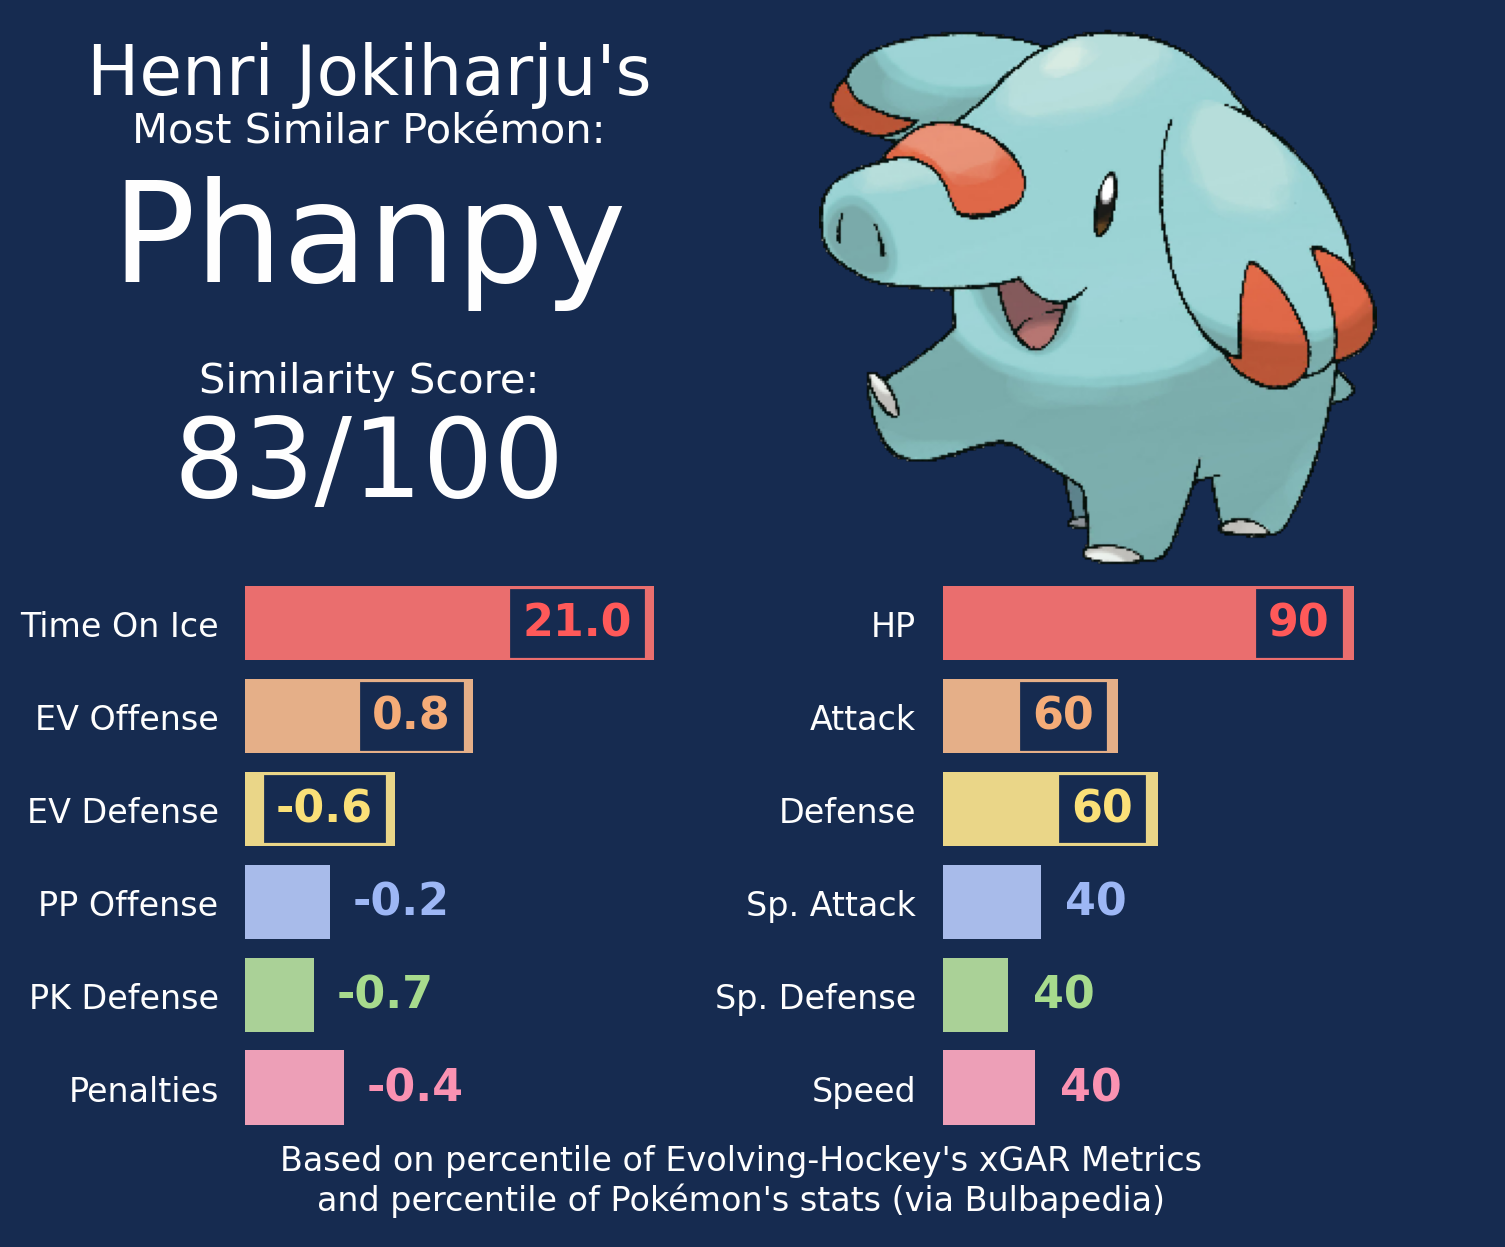 Henri Jokiharju's
Most Similar Pokémon:
Phanpy
Similarity Score:
83/100
Time On Ice 21.0
EV Offense 0.8
EV Defense -0.6
PP Offense -0.2
PK Defense -0.7
Penalties -0.4
HP 90
Attack 60
Defense 60
Sp. Attack 40
Sp. Defense 40
Speed 40
Based on percentile of Evolving-Hockey's xGAR Metrics
and percentile of Pokémon's stats (via Bulbapedia)